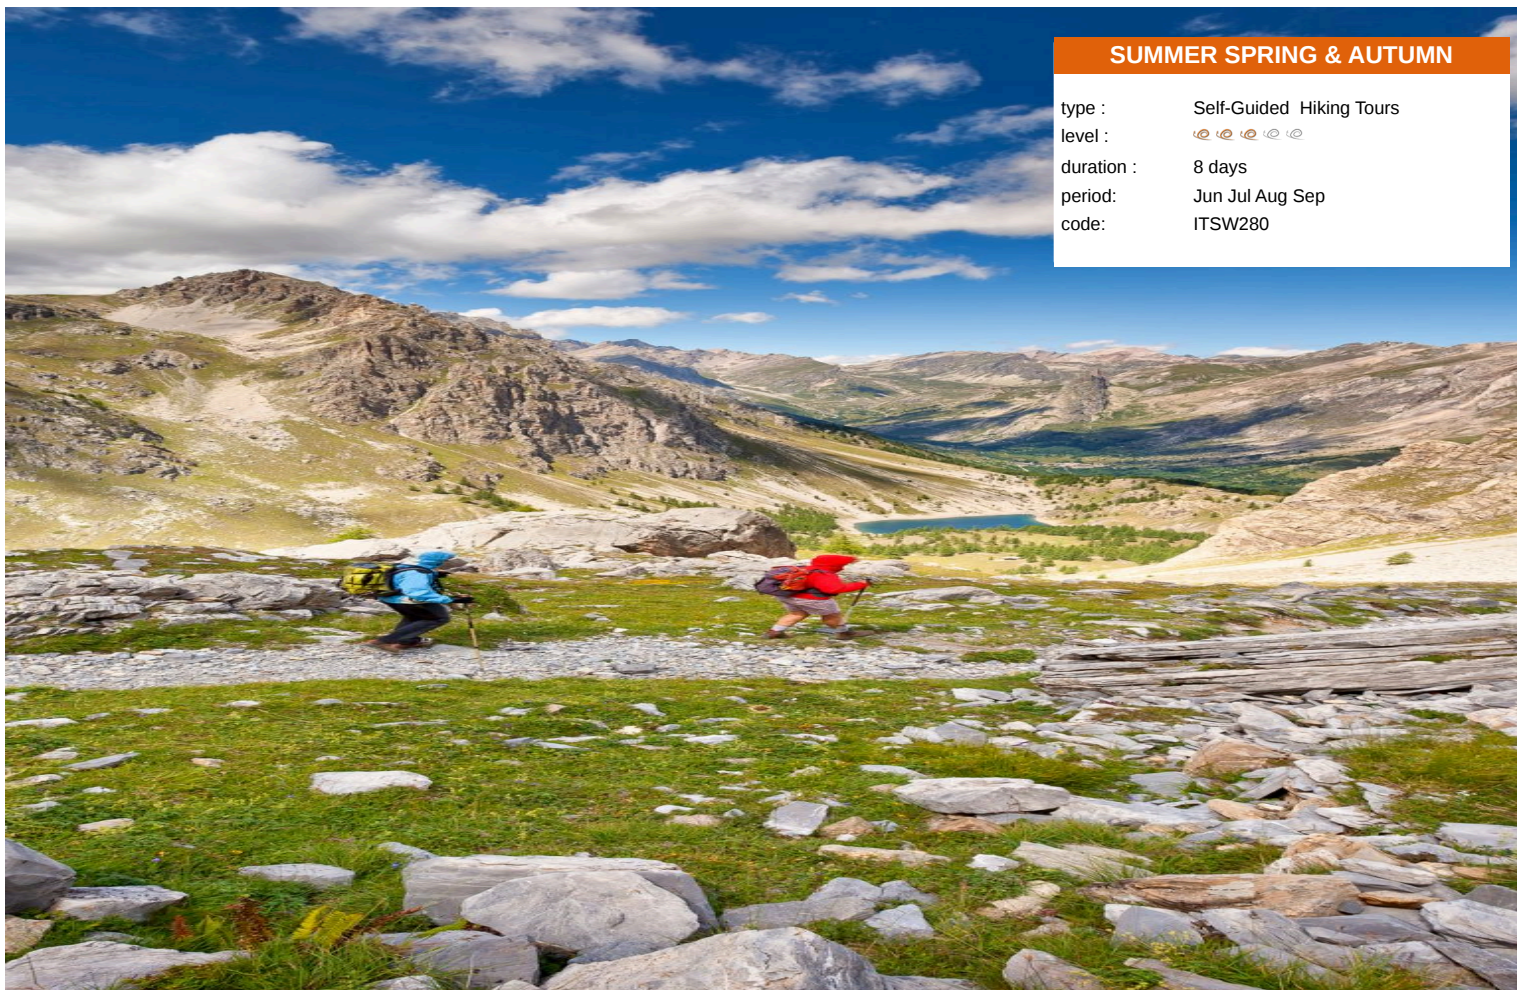 SUMMER SPRING & AUTUMN
type : Self-Guided Hiking Tours
level :
duration : 8 days
period: Jun Jul Aug Sep
code: ITSW280